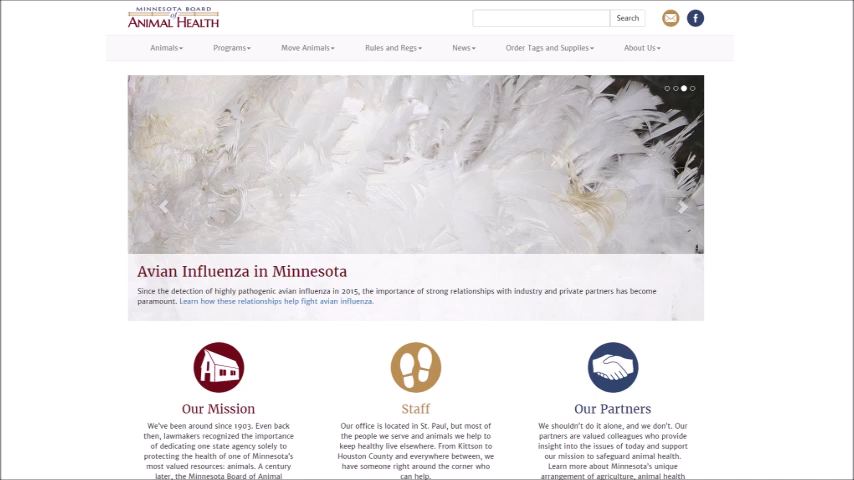 MINNESOTA BOARD
of
ANIMAL HEALTH
Search
Animals
Programs
Move Animals
Rules and Regs
News
Order Tags and Supplies
About Us
Avian Influenza in Minnesota
Since the detection of highly pathogenic avian influenza in 2015, the importance of strong relationships with industry and private partners has become
paramount. Learn how these relationships help fight avian influenza.
Our Mission
We've been around since 1903. Even back
then, lawmakers recognized the importance
of dedicating one state agency solely to
protecting the health of one of Minnesota's
most valued resources: animals. A century
later, the Minnesota Board of Animal
Staff
Our office is located in St. Paul, but most of
the people we serve and animals we help to
keep healthy live elsewhere. From Kittson to
Houston County and everywhere between, we
have someone right around the corner who
can help.
Our Partners
We shouldn't do it alone, and we don't. Our
partners are valued colleagues who provide
insight into the issues of today and support
our mission to safeguard animal health.
Learn more about Minnesota's unique
arrangement of agriculture, animal health